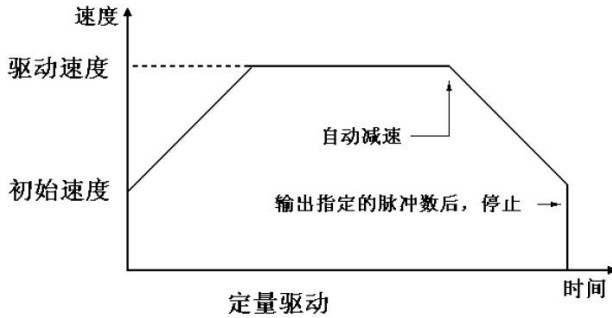 速度
驱动速度
自动减速
初始速度
输出指定的脉冲数后，停止
时间
定量驱动